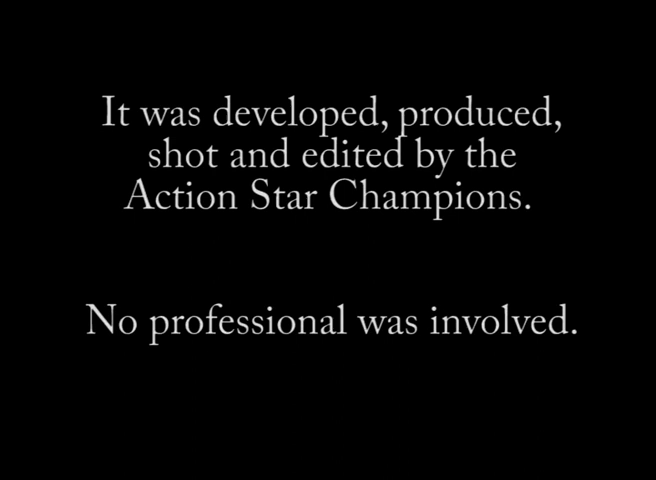 It was developed, produced,
shot and edited by the
Action Star Champions.
No professional was involved.